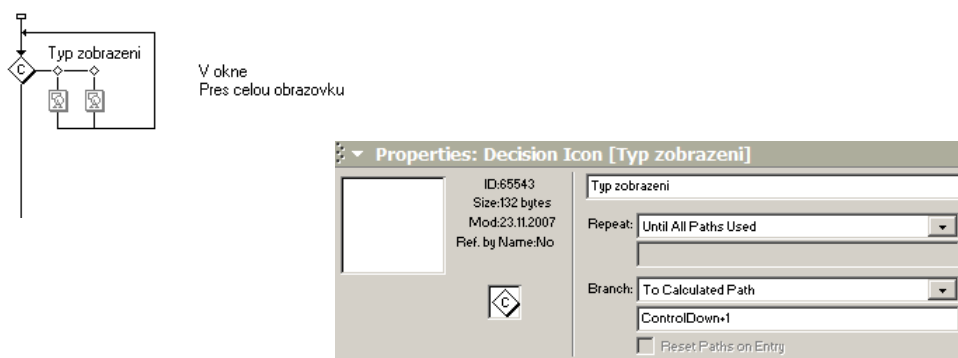 Typ zobrazeni
C
V okne
Pres celou obrazovku
Properties: Decision Icon [Typ zobrazeni]
ID:65543
Size:132 bytes
Mod:23.11.2007
Ref. by Name:No
C
Typ zobrazeni
Repeat: Until All Paths Used
Branch: To Calculated Path
ControlDown+1
Reset Paths on Entry